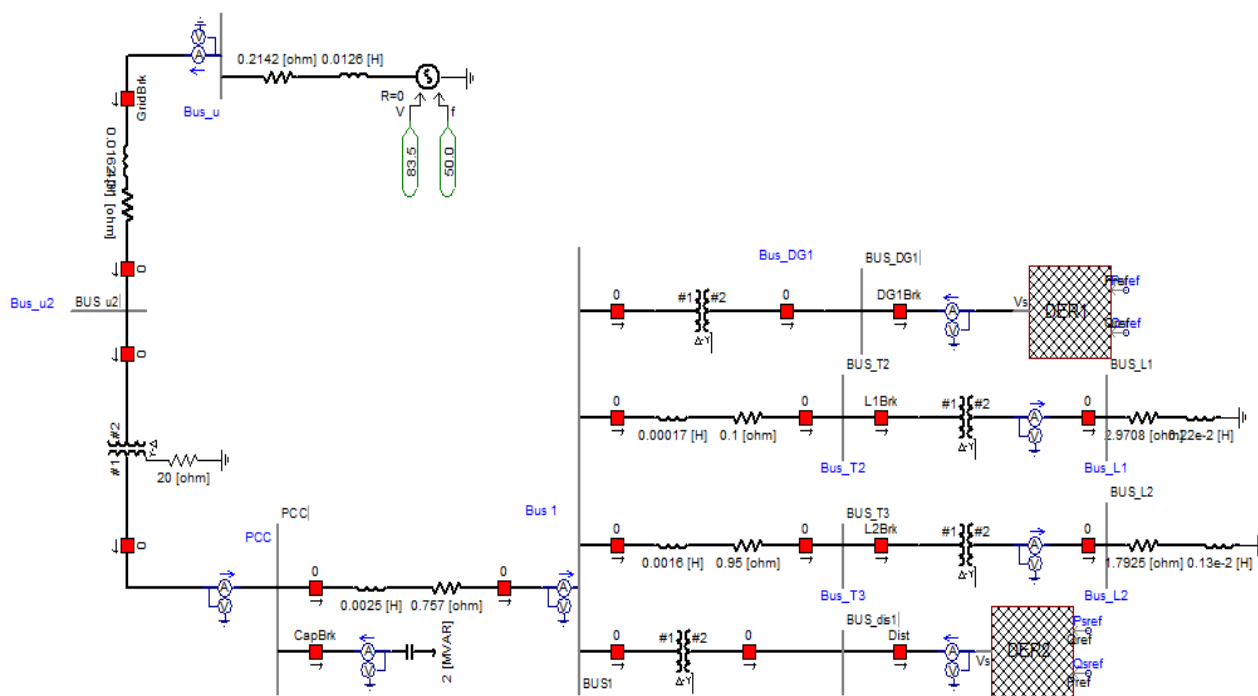 0.2142 [ohm] 0.0126 [H]
R=0
V
f
83.5
50.0
Bus_u
GridBrk
0
Bus_u2
BUS_u2
0
#2
#1
20 [ohm]
0
PCC
PCC
0
0
0.0025 [H]
0.757 [ohm]
CapBrk
2 [MVAR]
Bus 1
BUS1
Bus_DG1
BUS_DG1
0
#1
#2
Δ-Y
0
DG1Brk
Vs
DER1
BUS_T2
BUS_L1
0
0.00017 [H]
0.1 [ohm]
0
L1Brk
#1
#2
Δ-Y
0
Bus_T2
Bus_L1
BUS_T3
BUS_L2
0
0.0016 [H]
0.95 [ohm]
0
L2Brk
#1
#2
Δ-Y
0
1.7925 [ohm]
0.13e-2 [H]
Bus_T3
Bus_L2
BUS_dis1
0
#1
#2
Δ-Y
0
Dist
Vs
DER2
Psref
Qsref